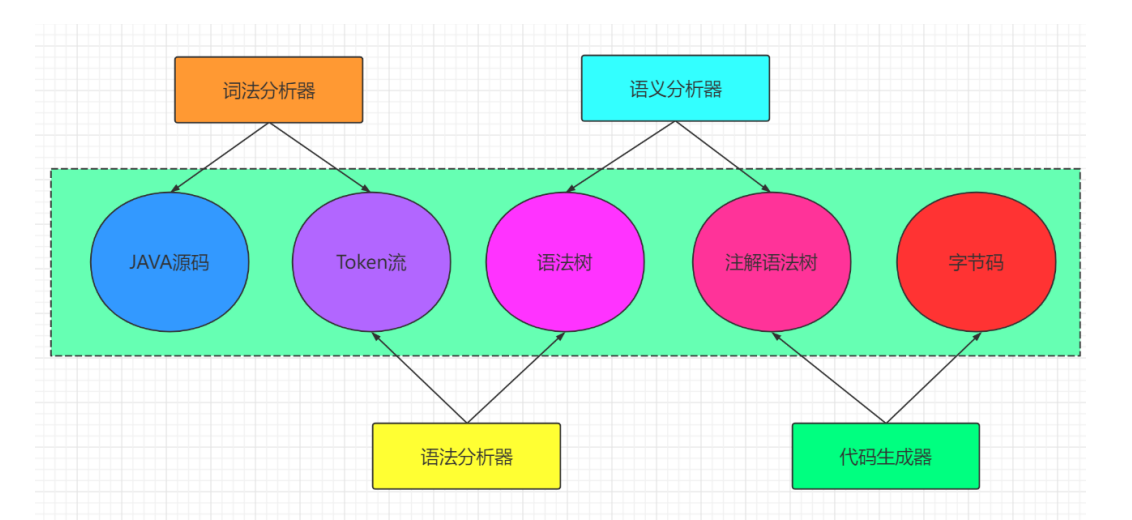 词法分析器
语义分析器
JAVA源码
Token流
语法树
注解语法树
字节码
语法分析器
代码生成器